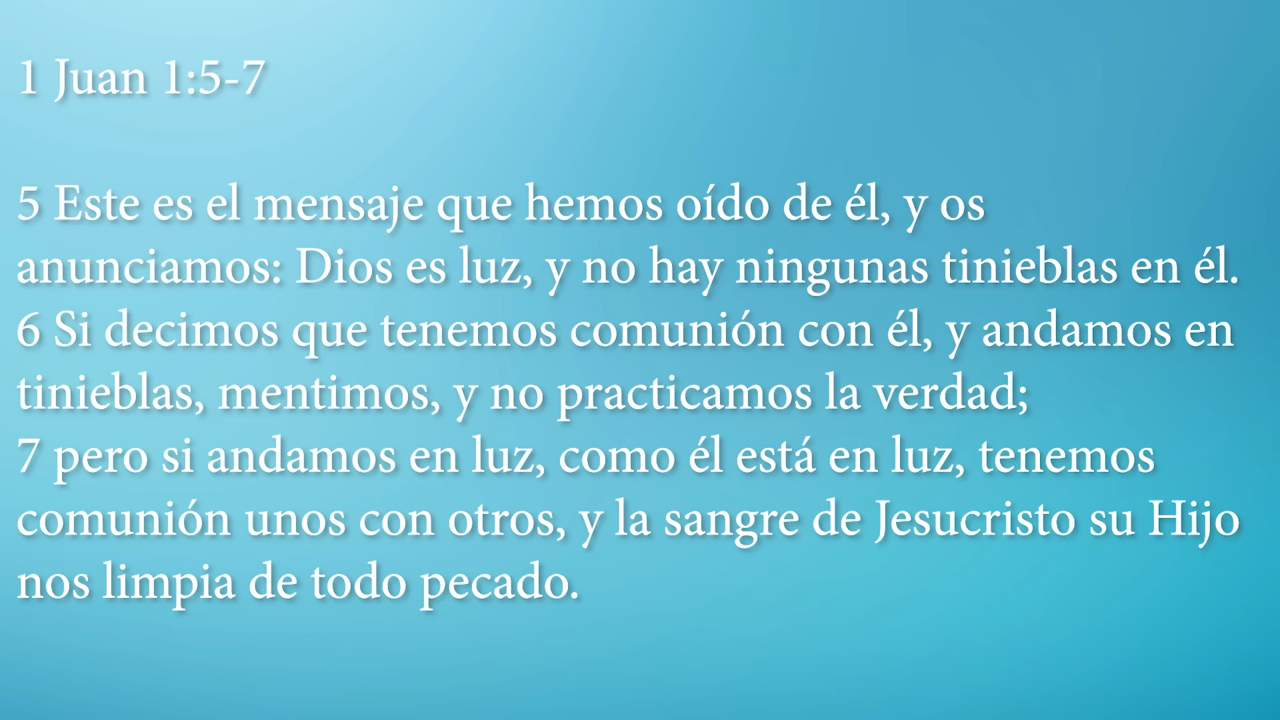 1 Juan 1:5-7
5 Este es el mensaje que hemos oído de él, y os
anunciamos: Dios es luz, y no hay ningunas tinieblas en él.
6 Si decimos que tenemos comunión con él, y andamos en
tinieblas, mentimos, y no practicamos la verdad;
7 pero si andamos en luz, como él está en luz, tenemos
comunión unos con otros, y la sangre de Jesucristo su Hijo
nos limpia de todo pecado.